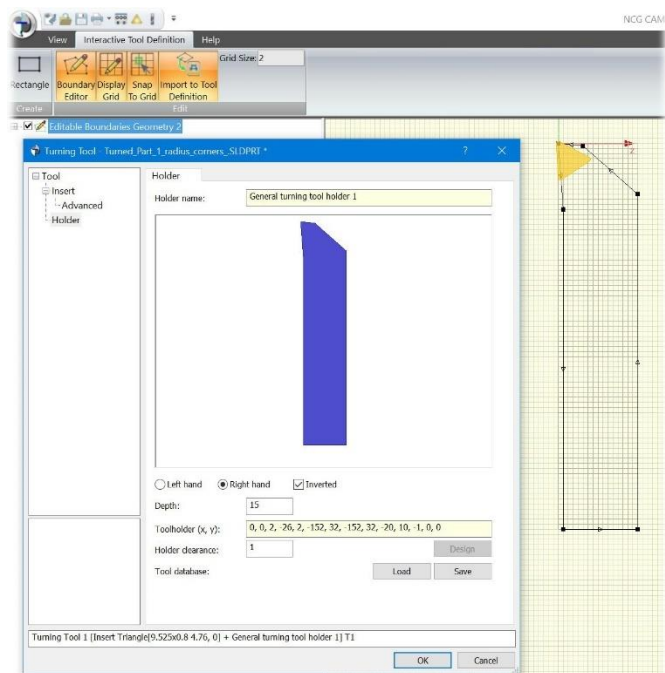 NCG CAM
View Interactive Tool Definition Help
Grid Size: 2
Rectangle Boundary Editor Display Grid Snap To Grid Import to Tool Definition
Create Edit
Editable Boundaries Geometry 2
Turning Tool - Turned_Part_1_radius_corners_SLDPRT * ? ×
Tool
Insert
Advanced
Holder
Holder
Holder name: General turning tool holder 1
Left hand Right hand Inverted
Depth: 15
Toolholder (x, y): 0, 0, 2, -26, 2, -152, 32, -152, 32, -20, 10, -1, 0, 0
Holder clearance: 1 Design
Tool database: Load Save
Turning Tool 1 [Insert Triangle[9.525x0.8 4.76, 0] + General turning tool holder 1] T1
OK Cancel
Z